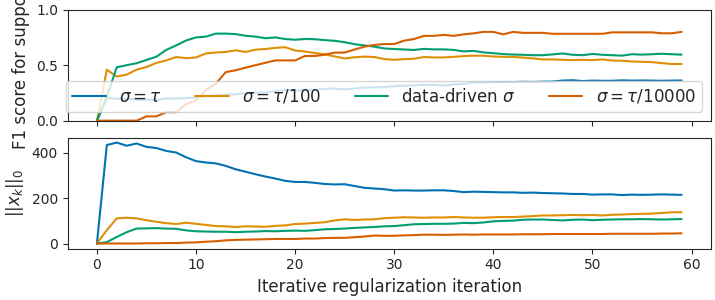 F1 score for suppo
1.0
0.5
0.0
σ = τ
σ = τ/100
data-driven σ
σ = τ/10000
||x_k||_0
400
200
0
0 10 20 30 40 50 60
Iterative regularization iteration